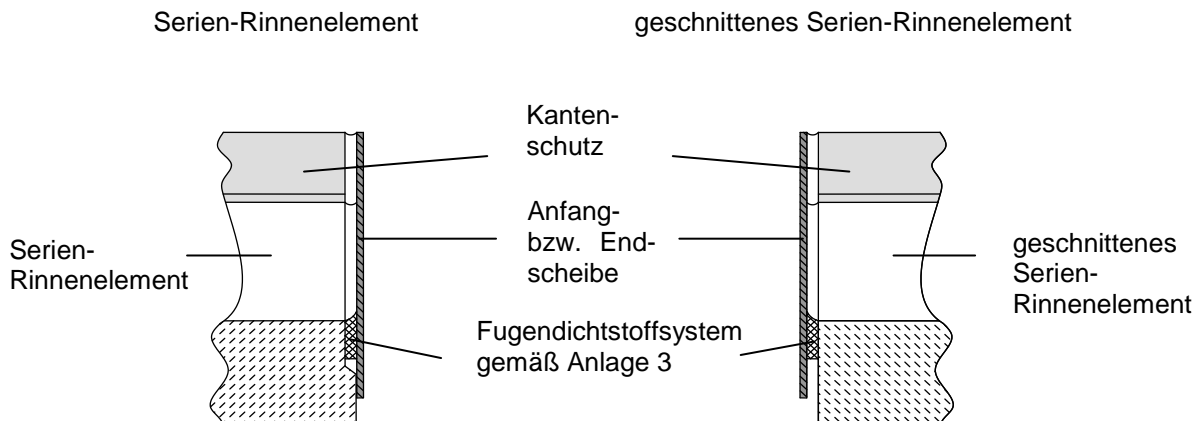 Serien-Rinnenelement
geschnittenes Serien-Rinnenelement
Kanten-
schutz
Anfang-
bzw. End-
scheibe
Serien-
Rinnenelement
geschnittenes
Serien-
Rinnenelement
Fugendichtstoffsystem
gemäß Anlage 3